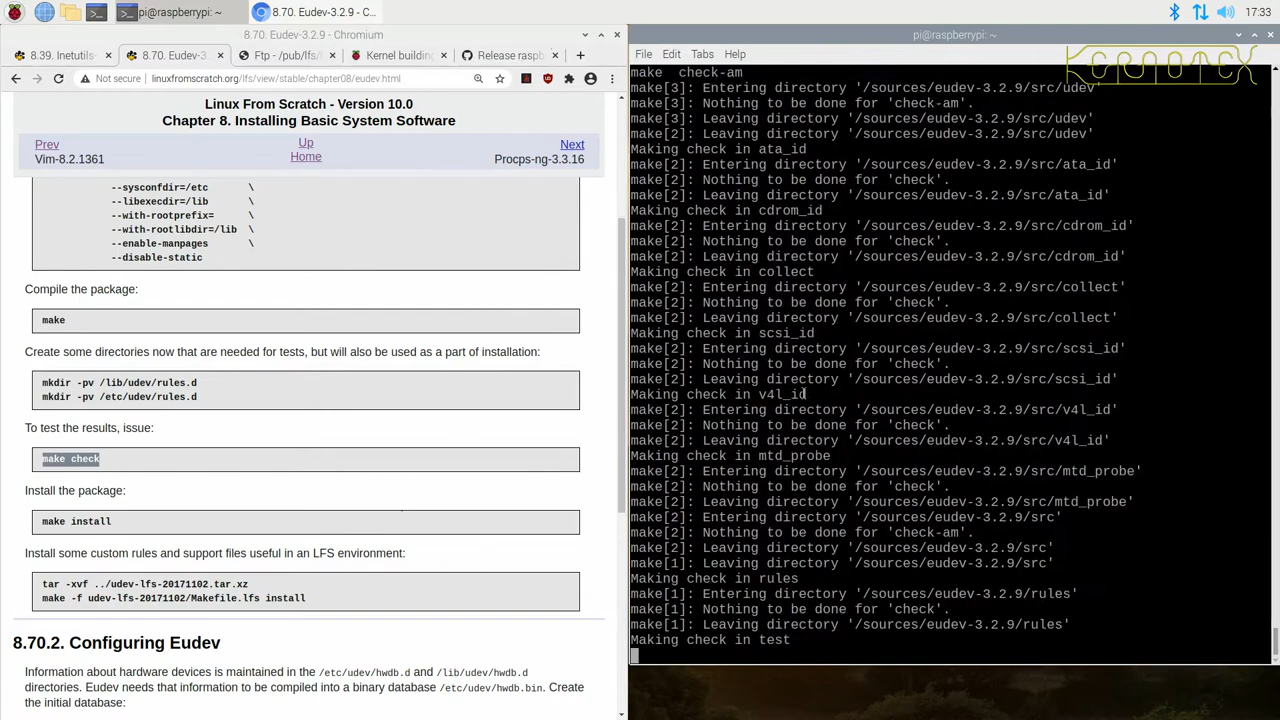 pi@raspberrypi: ~
8.70. Eudev-3.2.9 - C...
17:33
8.70. Eudev-3.2.9 - Chromium
8.39. Inetutils-
8.70. Eudev-3
Ftp - /pub/lfs/l
Kernel building
Release raspb
Not secure | linuxfromscratch.org/lfs/view/stable/chapter08/eudev.html
Linux From Scratch - Version 10.0
Chapter 8. Installing Basic System Software
Prev
Up
Next
Vim-8.2.1361
Home
Procps-ng-3.3.16
--sysconfdir=/etc \
--libexecdir=/lib \
--with-rootprefix= \
--with-rootlibdir=/lib \
--enable-manpages \
--disable-static
Compile the package:
make
Create some directories now that are needed for tests, but will also be used as a part of installation:
mkdir -pv /lib/udev/rules.d
mkdir -pv /etc/udev/rules.d
To test the results, issue:
make check
Install the package:
make install
Install some custom rules and support files useful in an LFS environment:
tar -xvf ../udev-lfs-20171102.tar.xz
make -f udev-lfs-20171102/Makefile.lfs install
8.70.2. Configuring Eudev
Information about hardware devices is maintained in the /etc/udev/hwdb.d and /lib/udev/hwdb.d
directories. Eudev needs that information to be compiled into a binary database /etc/udev/hwdb.bin. Create
the initial database:
pi@raspberrypi: ~
File Edit Tabs Help
KERNOTEX
make  check-am
make[3]: Entering directory '/sources/eudev-3.2.9/src/udev'
make[3]: Nothing to be done for 'check-am'.
make[3]: Leaving directory '/sources/eudev-3.2.9/src/udev'
make[2]: Leaving directory '/sources/eudev-3.2.9/src/udev'
Making check in ata_id
make[2]: Entering directory '/sources/eudev-3.2.9/src/ata_id'
make[2]: Nothing to be done for 'check'.
make[2]: Leaving directory '/sources/eudev-3.2.9/src/ata_id'
Making check in cdrom_id
make[2]: Entering directory '/sources/eudev-3.2.9/src/cdrom_id'
make[2]: Nothing to be done for 'check'.
make[2]: Leaving directory '/sources/eudev-3.2.9/src/cdrom_id'
Making check in collect
make[2]: Entering directory '/sources/eudev-3.2.9/src/collect'
make[2]: Nothing to be done for 'check'.
make[2]: Leaving directory '/sources/eudev-3.2.9/src/collect'
Making check in scsi_id
make[2]: Entering directory '/sources/eudev-3.2.9/src/scsi_id'
make[2]: Nothing to be done for 'check'.
make[2]: Leaving directory '/sources/eudev-3.2.9/src/scsi_id'
Making check in v4l_id
make[2]: Entering directory '/sources/eudev-3.2.9/src/v4l_id'
make[2]: Nothing to be done for 'check'.
make[2]: Leaving directory '/sources/eudev-3.2.9/src/v4l_id'
Making check in mtd_probe
make[2]: Entering directory '/sources/eudev-3.2.9/src/mtd_probe'
make[2]: Nothing to be done for 'check'.
make[2]: Leaving directory '/sources/eudev-3.2.9/src/mtd_probe'
make[2]: Entering directory '/sources/eudev-3.2.9/src'
make[2]: Nothing to be done for 'check-am'.
make[2]: Leaving directory '/sources/eudev-3.2.9/src'
make[1]: Leaving directory '/sources/eudev-3.2.9/src'
Making check in rules
make[1]: Entering directory '/sources/eudev-3.2.9/rules'
make[1]: Nothing to be done for 'check'.
make[1]: Leaving directory '/sources/eudev-3.2.9/rules'
Making check in test